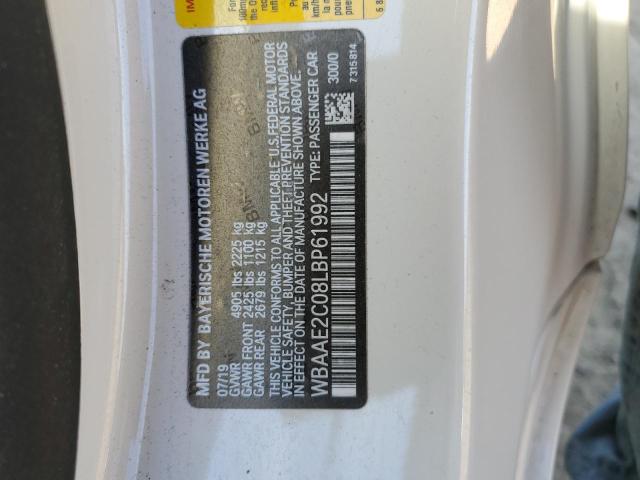 MFD BY BAYERISCHE MOTOREN WERKE AG
07/19
GVWR 4905 lbs 2225 kg
GAWR FRONT 2425 lbs 1100 kg
GAWR REAR 2679 lbs 1215 kg
THIS VEHICLE CONFORMS TO ALL APPLICABLE U.S. FEDERAL MOTOR
VEHICLE SAFETY, BUMPER AND THEFT PREVENTION STANDARDS
IN EFFECT ON DATE OF MANUFACTURE SHOWN ABOVE.
WBAAE2C08LBP61992 TYPE: PASSENGER CAR
300/0
7 315 814